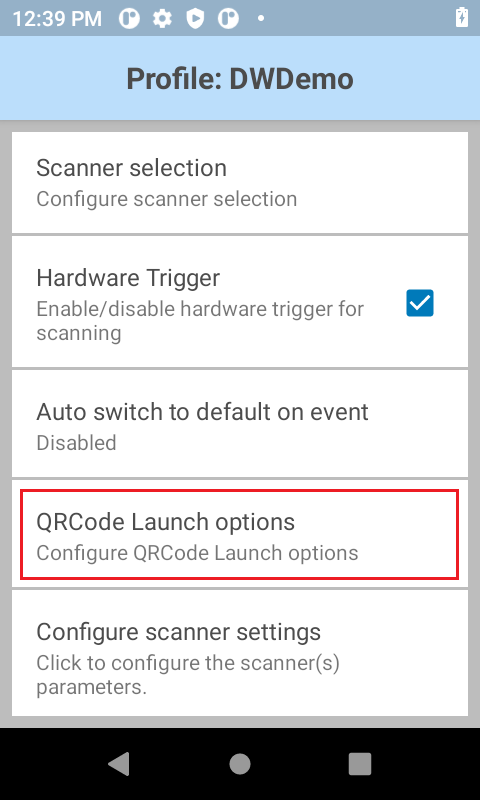 12:39 PM
Profile: DWDemo
Scanner selection
Configure scanner selection
Hardware Trigger
Enable/disable hardware trigger for
scanning
Auto switch to default on event
Disabled
QRCode Launch options
Configure QRCode Launch options
Configure scanner settings
Click to configure the scanner(s)
parameters.